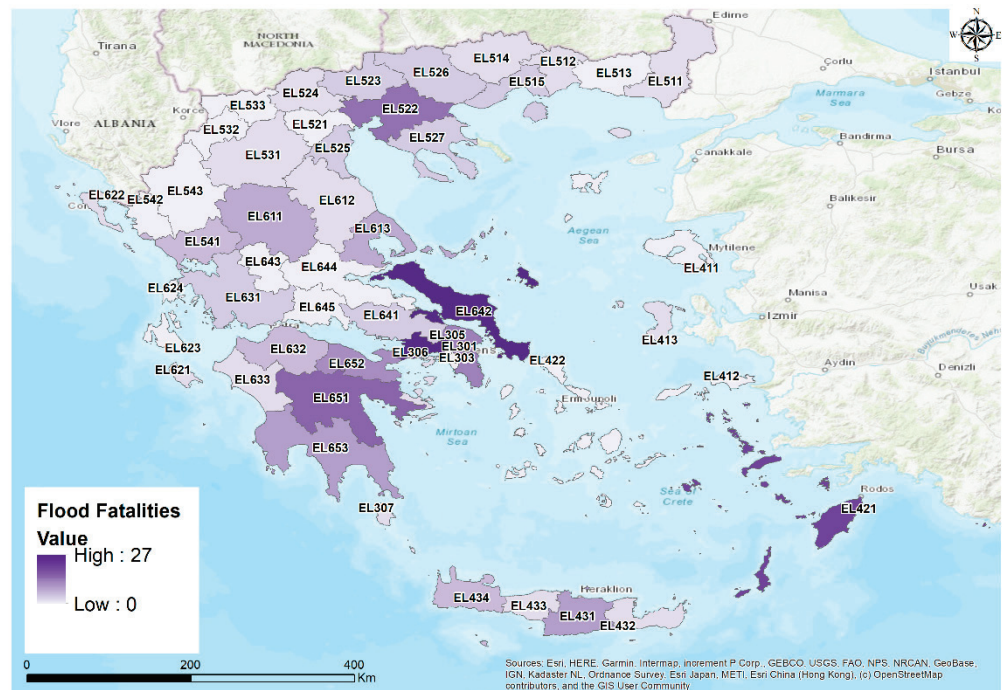 Edirne
N
W E
S
Tirana
NORTH
MACEDONIA
EL514
EL512
EL526
EL513
EL511
EL523
EL515
Çorlu
Istanbul
Gebze
Marmara
Sea
EL524
EL533
Korce
EL522
Vlore
ALBANIA
EL532
EL521
EL527
EL525
Bandirma
Bursa
Canakkale
EL531
EL543
EL622
EL542
EL612
Balikesir
EL611
EL613
Aegean
Sea
EL541
Mytilene
EL643
EL644
EL411
EL624
EL631
EL645
EL642
EL641
Manisa
Usak
Izmir
EL305
EL301
EL413
EL632
EL306
EL303
EL623
EL652
EL422
EL621
EL633
EL412
Aydin
Denizli
EL651
Ermoupoli
Mirtoan
Sea
EL653
Sea of
Crete
Rodos
EL421
EL307
Flood Fatalities
Value
High : 27
Low : 0
Heraklion
EL434
EL433
EL431
EL432
0 200 400
Km
Sources: Esri, HERE, Garmin, Intermap, increment P Corp., GEBCO, USGS, FAO, NPS, NRCAN, GeoBase,
IGN, Kadaster NL, Ordnance Survey, Esri Japan, METI, Esri China (Hong Kong), (c) OpenStreetMap
contributors, and the GIS User Community